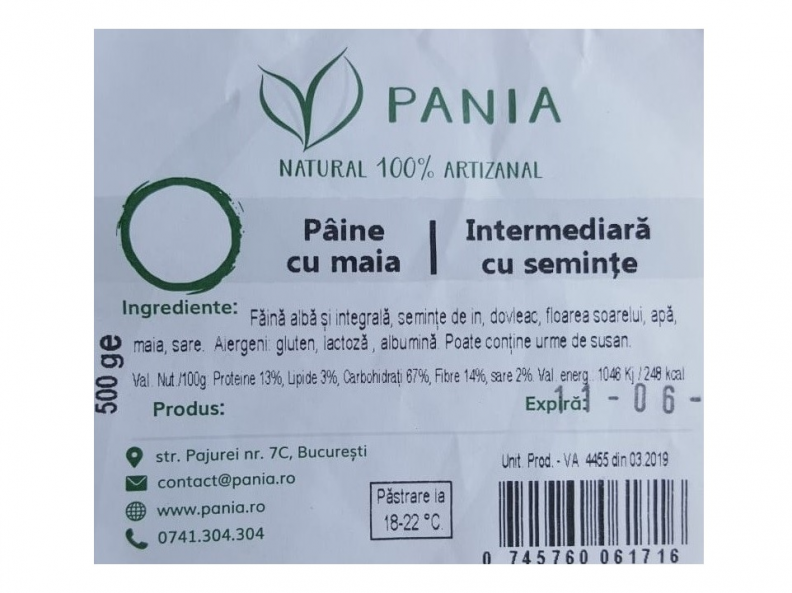 PANIA
NATURAL 100% ARTIZANAL
Pâine cu maia | Intermediară cu semințe
Ingrediente: Făină albă și integrală, semințe de in, dovleac, floarea soarelui, apă,
maia, sare. Alergeni: gluten, lactoză , albumină. Poate conține urme de susan.
Val. Nut./100g: Proteine 13%, Lipide 3%, Carbohidrați 67%, Fibre 14%, sare 2%. Val. energ.: 1046 Kj / 248 kcal
500 ge
Produs:
Expiră: 11-06-
str. Pajurei nr. 7C, București
contact@pania.ro
www.pania.ro
0741.304.304
Păstrare la
18-22 °C.
Unit. Prod. - VA 4455 din 03.2019
0 745760 061716